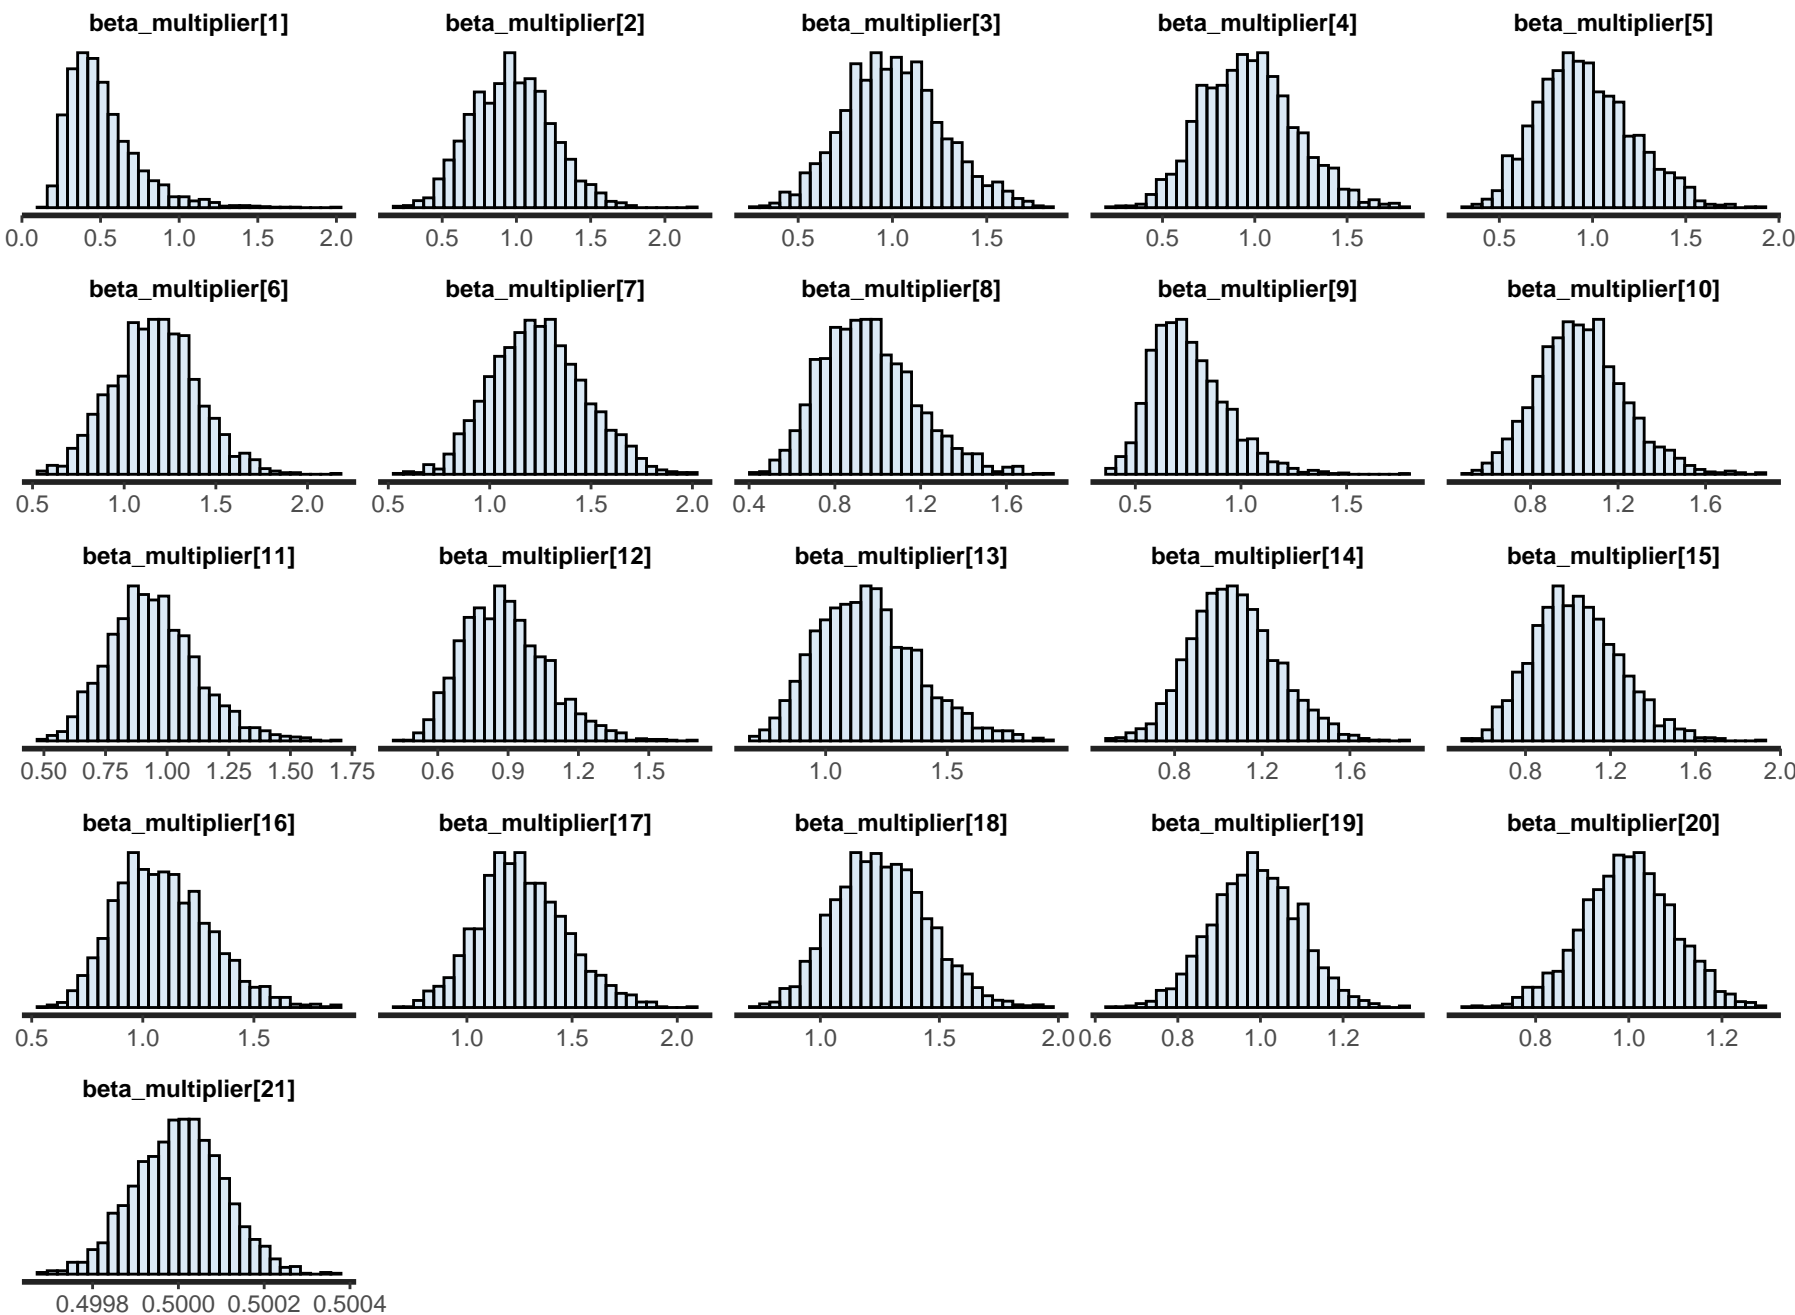 beta_multiplier[1] beta_multiplier[2] beta_multiplier[3] beta_multiplier[4] beta_multiplier[5]
0.0 0.5 1.0 1.5 2.0 0.5 1.0 1.5 2.0 0.5 1.0 1.5 0.5 1.0 1.5 0.5 1.0 1.5 2.0
beta_multiplier[6] beta_multiplier[7] beta_multiplier[8] beta_multiplier[9] beta_multiplier[10]
0.5 1.0 1.5 2.0 0.5 1.0 1.5 2.0 0.4 0.8 1.2 1.6 0.5 1.0 1.5 0.8 1.2 1.6
beta_multiplier[11] beta_multiplier[12] beta_multiplier[13] beta_multiplier[14] beta_multiplier[15]
0.50 0.75 1.00 1.25 1.50 1.75 0.6 0.9 1.2 1.5 1.0 1.5 0.8 1.2 1.6 0.8 1.2 1.6 2.0
beta_multiplier[16] beta_multiplier[17] beta_multiplier[18] beta_multiplier[19] beta_multiplier[20]
0.5 1.0 1.5 1.0 1.5 2.0 1.0 1.5 2.0 0.6 0.8 1.0 1.2 0.8 1.0 1.2
beta_multiplier[21]
0.4998 0.5000 0.5002 0.5004